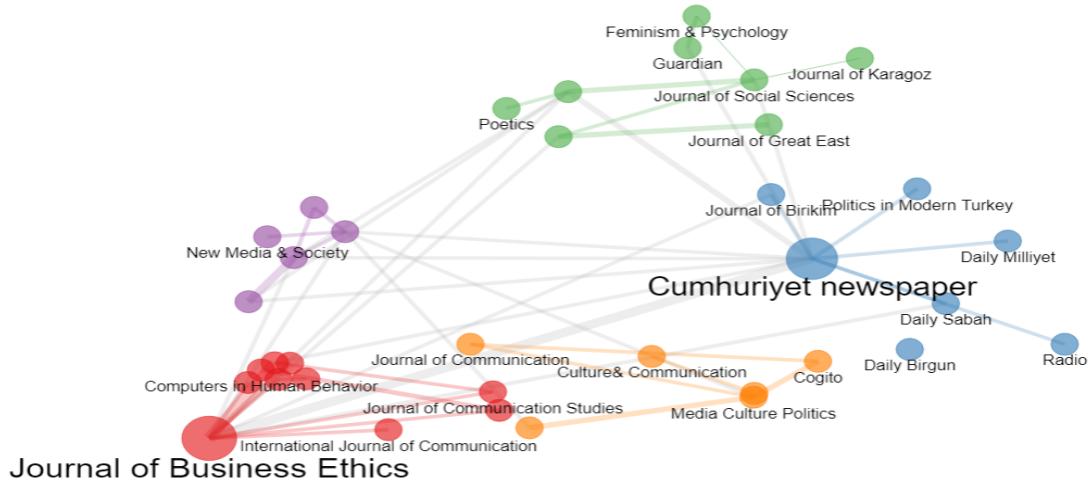 Feminism & Psychology
Guardian
Journal of Karagoz
Journal of Social Sciences
Poetics
Journal of Great East
Journal of Birikim
Politics in Modern Turkey
New Media & Society
Daily Milliyet
Cumhuriyet newspaper
Daily Sabah
Journal of Communication
Daily Birgun
Radio
Culture& Communication
Cogito
Computers in Human Behavior
Journal of Communication Studies
Media Culture Politics
International Journal of Communication
Journal of Business Ethics